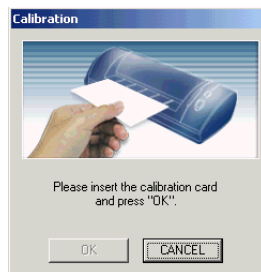 Calibration
Please insert the calibration card
and press "OK".
OK
CANCEL